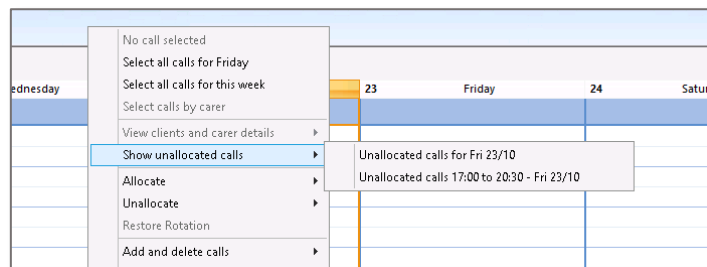 No call selected
Select all calls for Friday
Select all calls for this week
Select calls by carer
View clients and carer details
Show unallocated calls
Allocate
Unallocate
Restore Rotation
Add and delete calls
ednesday 23 Friday 24 Satur
Unallocated calls for Fri 23/10
Unallocated calls 17:00 to 20:30 - Fri 23/10